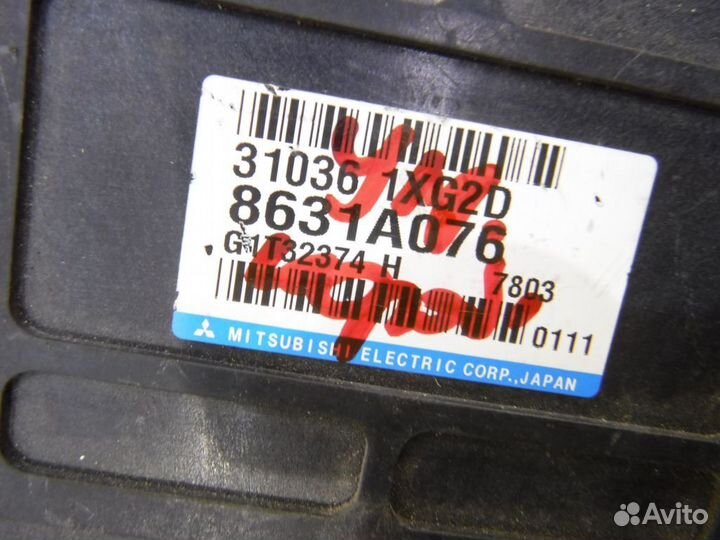 31036 1XG2D
8631A076
G1T32374 H 7803
0111
MITSUBISHI ELECTRIC CORP., JAPAN
Avito